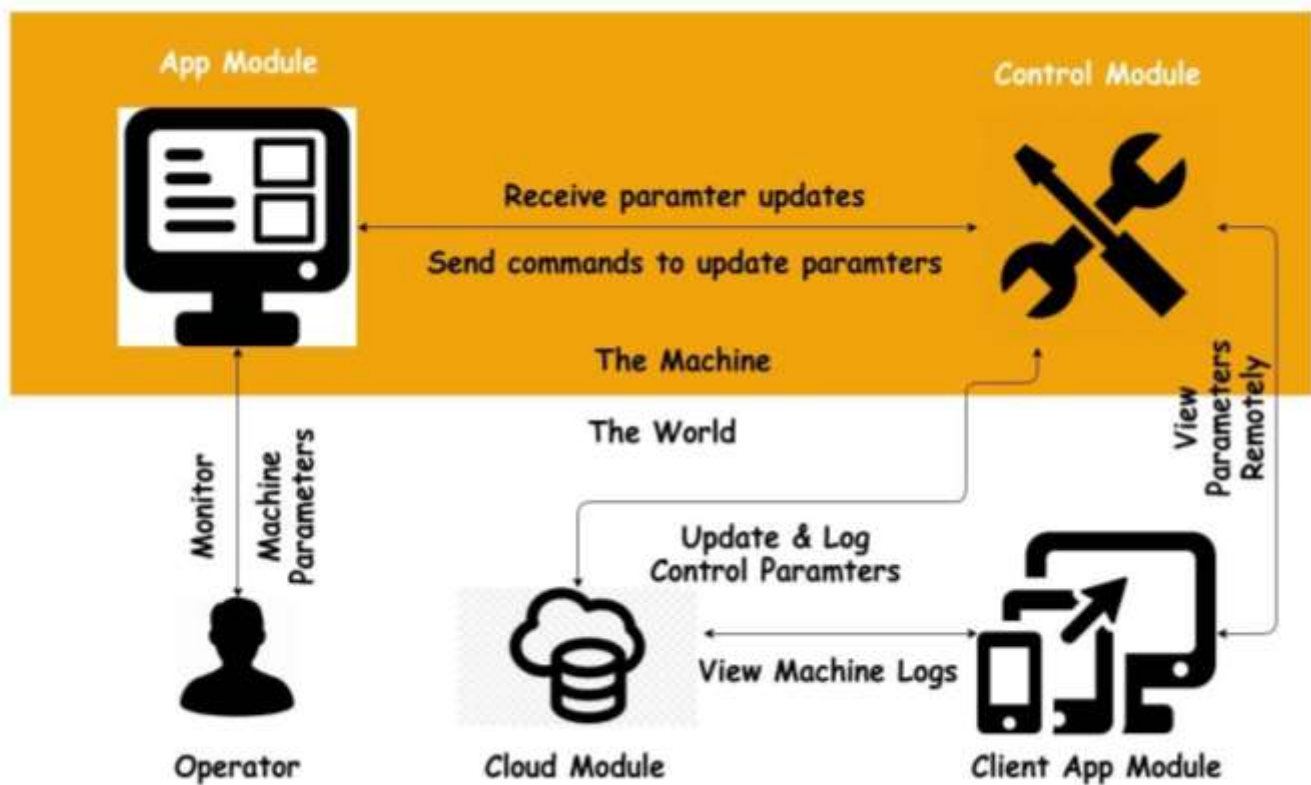 App Module
Control Module
Receive paramter updates
Send commands to update paramters
The Machine
The World
View
Parameters
Remotely
Monitor
Machine
Parameters
Update & Log
Control Paramters
View Machine Logs
Operator
Cloud Module
Client App Module